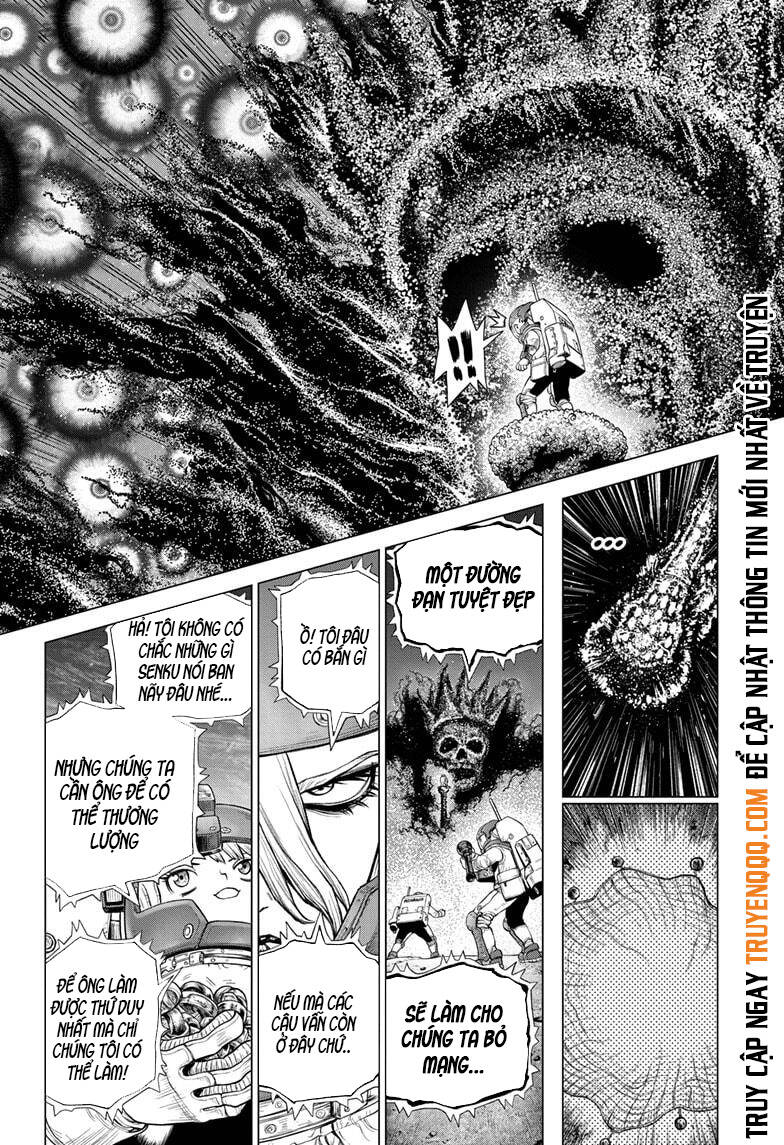 !!
MỘT ĐƯỜNG
ĐẠN TUYỆT ĐẸP
SẼ LÀM CHO
CHÚNG TA BỎ
MẠNG...
Ồ! TÔI ĐÂU
CÓ BẮN GÌ
NẾU MÀ CÁC
CẬU VẪN CÒN
Ở ĐÂY CHỨ..
HẢ! TÔI KHÔNG CÓ
CHẮC NHỮNG GÌ
SENKU NÓI BAN
NÃY ĐÂU NHÉ...
NHƯNG CHÚNG TA
CẦN ÔNG ĐỂ CÓ
THỂ THƯƠNG
LƯỢNG
ĐỂ ÔNG LÀM
ĐƯỢC THỨ DUY
NHẤT MÀ CHỈ
CHÚNG TÔI CÓ
THỂ LÀM!
TRUY CẬP NGAY TRUYENQQQ.COM ĐỂ CẬP NHẬT THÔNG TIN MỚI NHẤT VỀ TRUYỆN